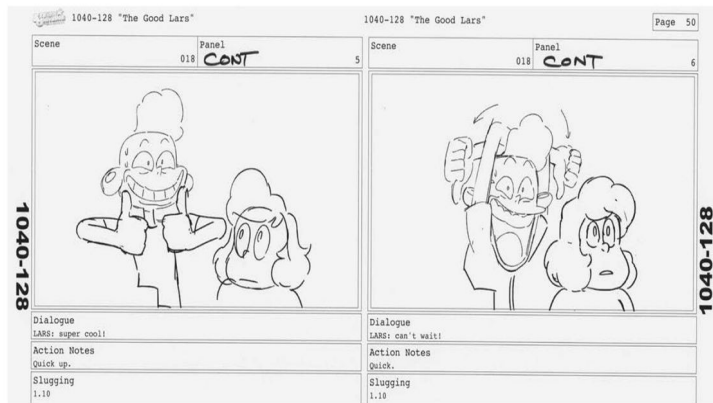 1040-128 "The Good Lars"
1040-128 "The Good Lars"
Page 50
Scene
018
Panel
CONT
5
Scene
018
Panel
CONT
6
1040-128
1040-128
Dialogue
LARS: super cool!
Action Notes
Quick up.
Slugging
1.10
Dialogue
LARS: can't wait!
Action Notes
Quick.
Slugging
1.10